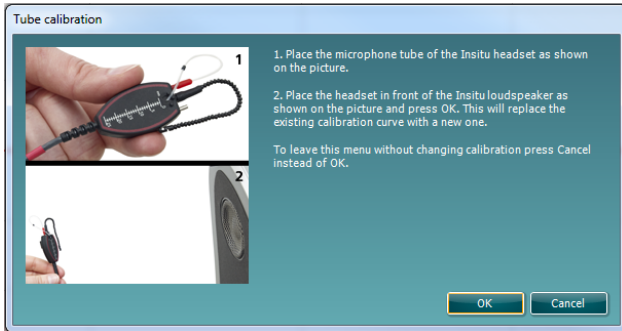 Tube calibration
1
1. Place the microphone tube of the Insitu headset as shown
on the picture.
2. Place the headset in front of the Insitu loudspeaker as
shown on the picture and press OK. This will replace the
existing calibration curve with a new one.
2
To leave this menu without changing calibration press Cancel
instead of OK.
OK
Cancel